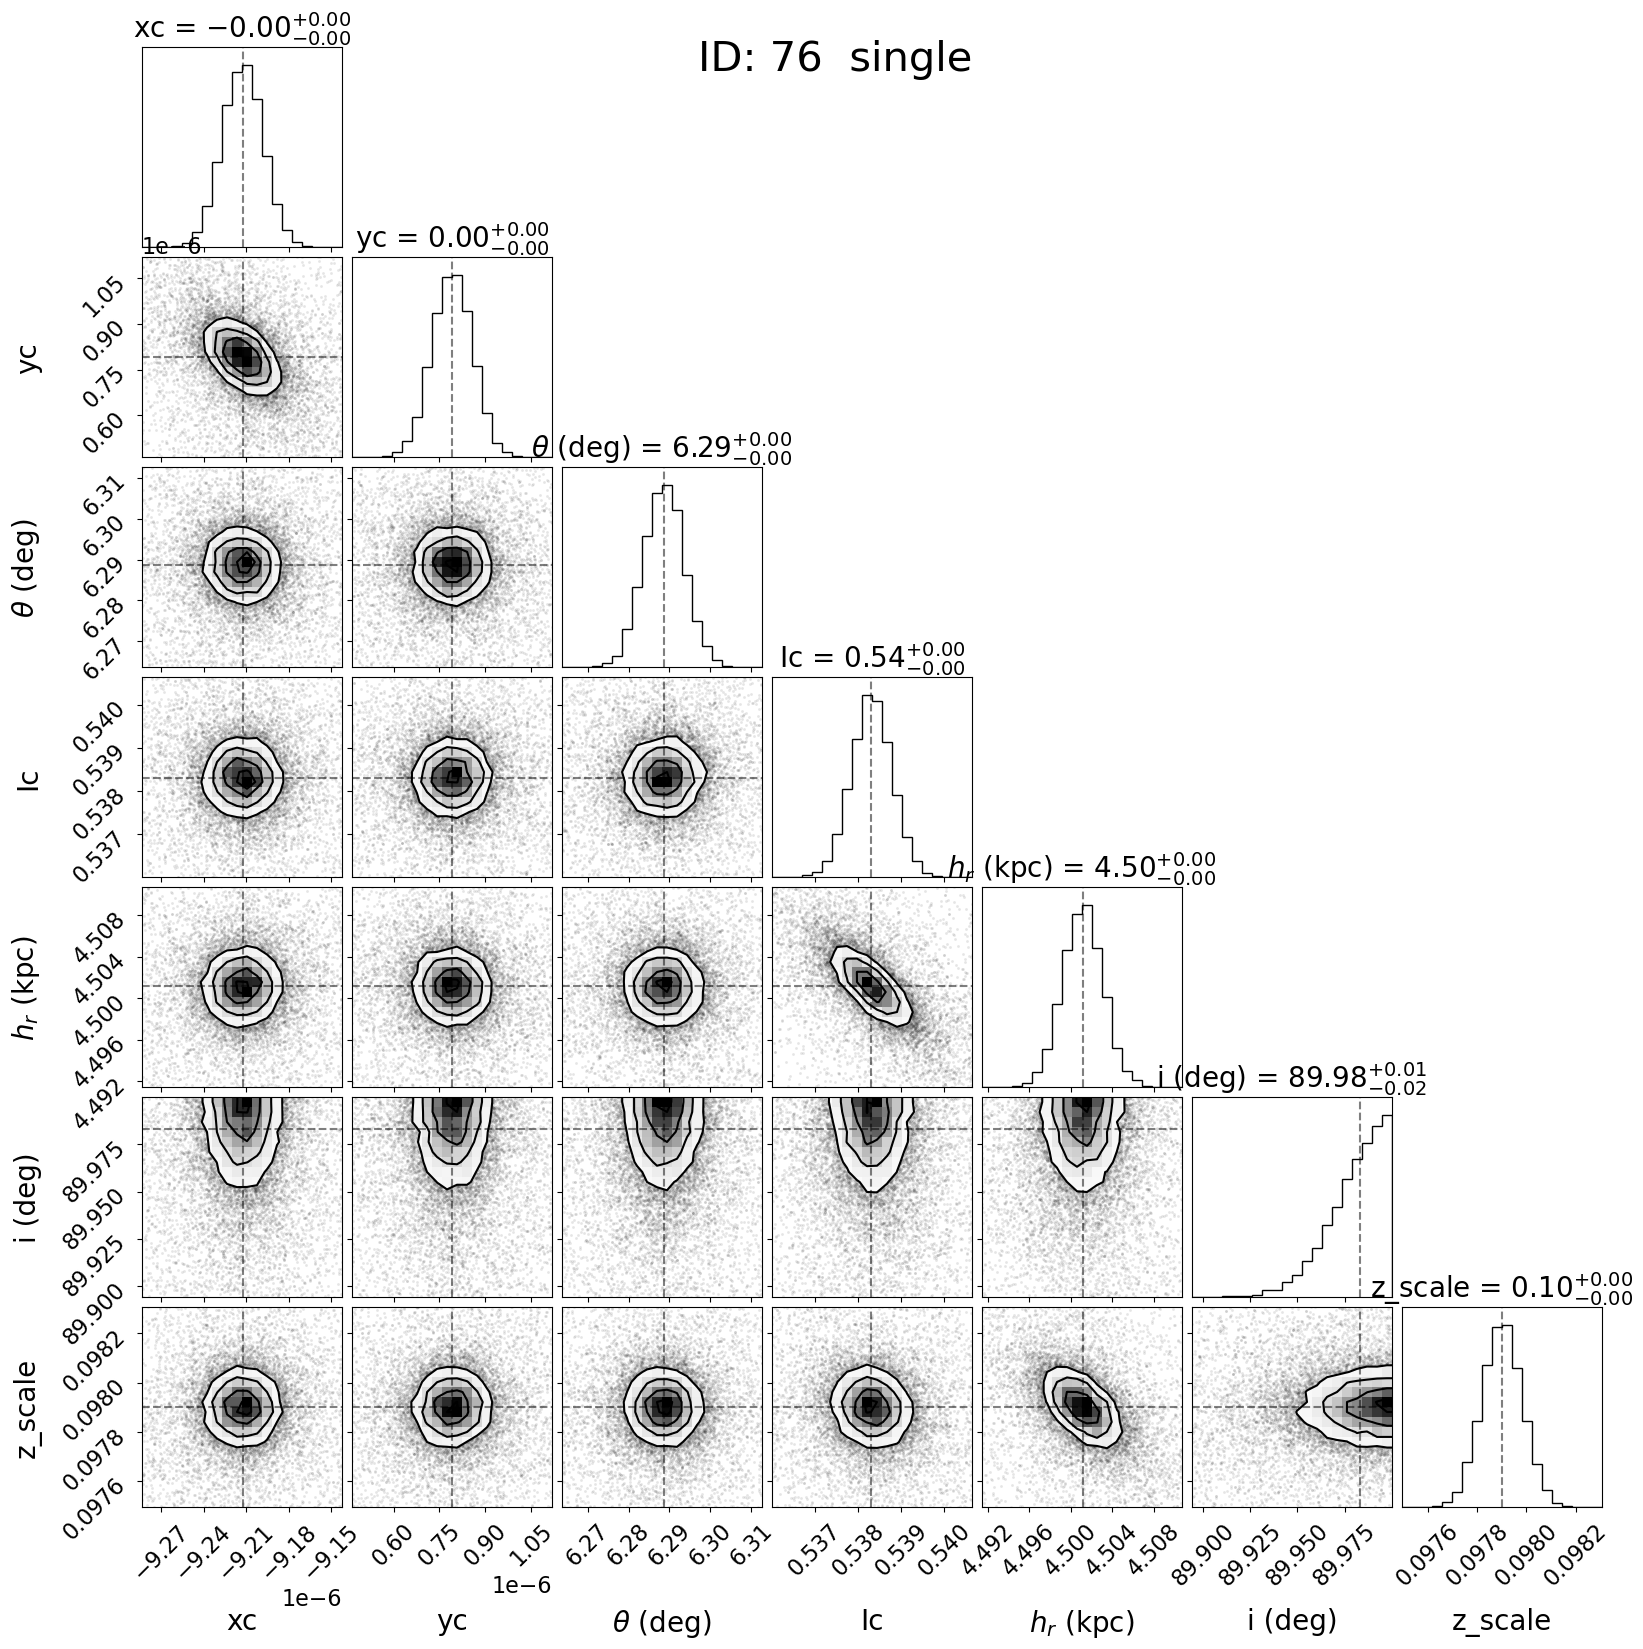 xc = −0.00 +0.00 −0.00
ID: 76 single
1e−6
yc = 0.00 +0.00 −0.00
yc
1.05
0.90
0.75
0.60
θ (deg) = 6.29 +0.00 −0.00
θ (deg)
6.31
6.30
6.29
6.28
6.27
Ic = 0.54 +0.00 −0.00
Ic
0.540
0.539
0.538
0.537
h_r (kpc) = 4.50 +0.00 −0.00
h_r (kpc)
4.508
4.504
4.500
4.496
4.492
i (deg) = 89.98 +0.01 −0.02
i (deg)
89.975
89.950
89.925
89.900
z_scale = 0.10 +0.00 −0.00
z_scale
0.0982
0.0980
0.0978
0.0976
−9.27 −9.24 −9.21 −9.18 −9.15
0.60 0.75 0.90 1.05
6.27 6.28 6.29 6.30 6.31
0.537 0.538 0.539 0.540
4.492 4.496 4.500 4.504 4.508
89.900 89.925 89.950 89.975
0.0976 0.0978 0.0980 0.0982
1e−6
1e−6
xc
yc
θ (deg)
Ic
h_r (kpc)
i (deg)
z_scale